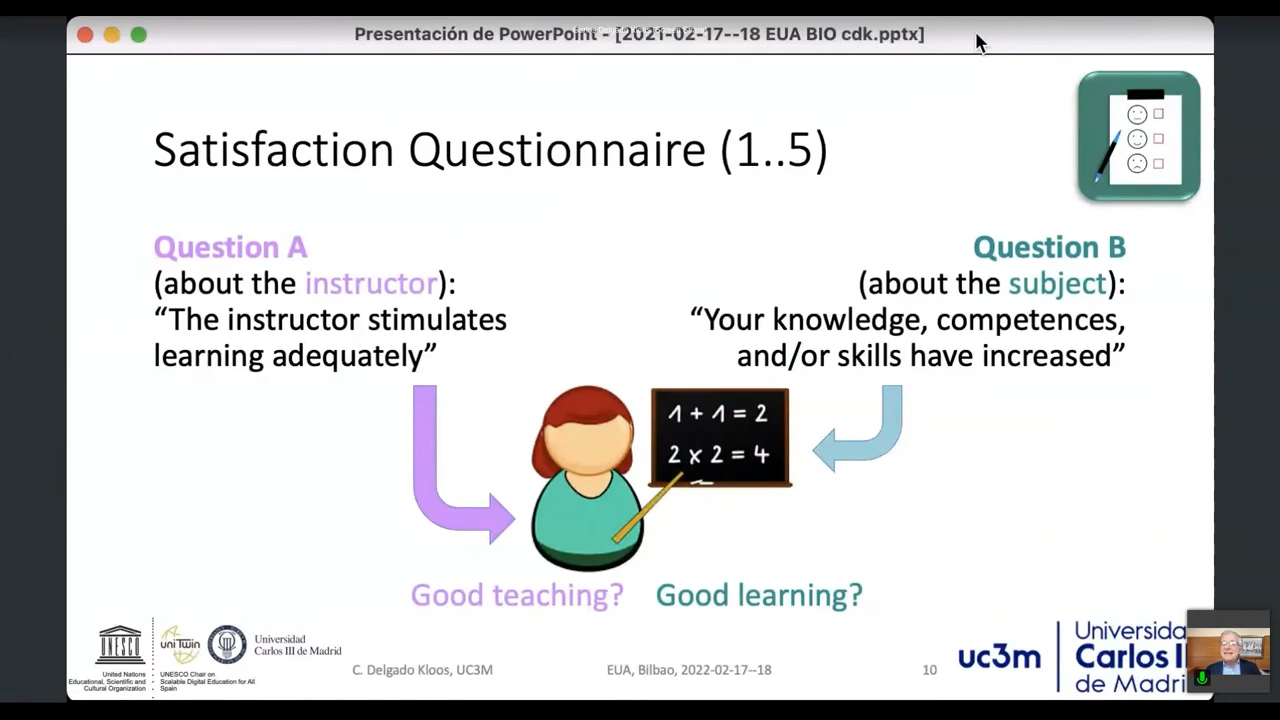 Presentación de PowerPoint - [2021-02-17--18 EUA BIO cdk.pptx]
Satisfaction Questionnaire (1..5)
Question A
(about the instructor):
“The instructor stimulates
learning adequately”
Question B
(about the subject):
“Your knowledge, competences,
and/or skills have increased”
1 + 1 = 2
2 x 2 = 4
Good teaching?
Good learning?
UNESCO
United Nations
Educational, Scientific and
Cultural Organization
uniTwin
UNESCO Chair on
Scalable Digital Education for All
Spain
Universidad
Carlos III de Madrid
C. Delgado Kloos, UC3M
EUA, Bilbao, 2022-02-17--18
10
uc3m
Universida
Carlos I
de Madri